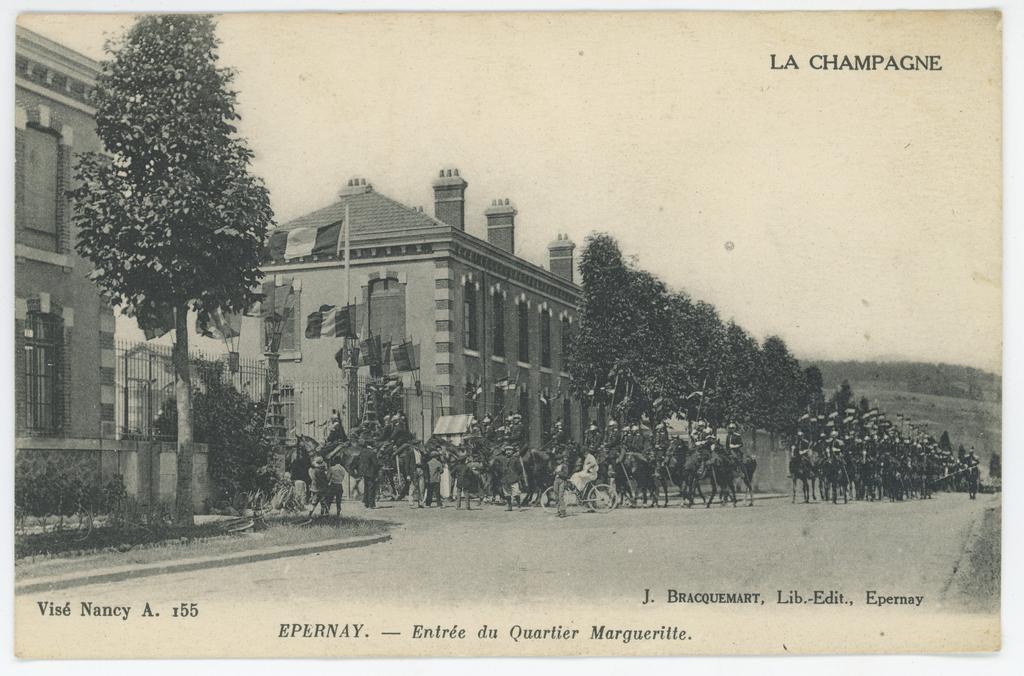 LA CHAMPAGNE
Visé Nancy A. 155
J. BRACQUEMART, Lib.-Edit., Epernay
EPERNAY. — Entrée du Quartier Margueritte.